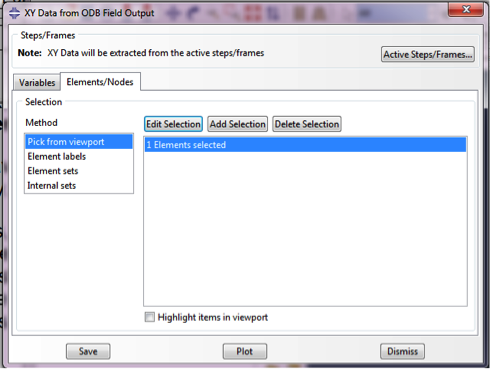 XY Data from ODB Field Output
Steps/Frames
Note: XY Data will be extracted from the active steps/frames
Active Steps/Frames...
Variables
Elements/Nodes
Selection
Method
Edit Selection
Add Selection
Delete Selection
Pick from viewport
Element labels
Element sets
Internal sets
1 Elements selected
Highlight items in viewport
Save
Plot
Dismiss